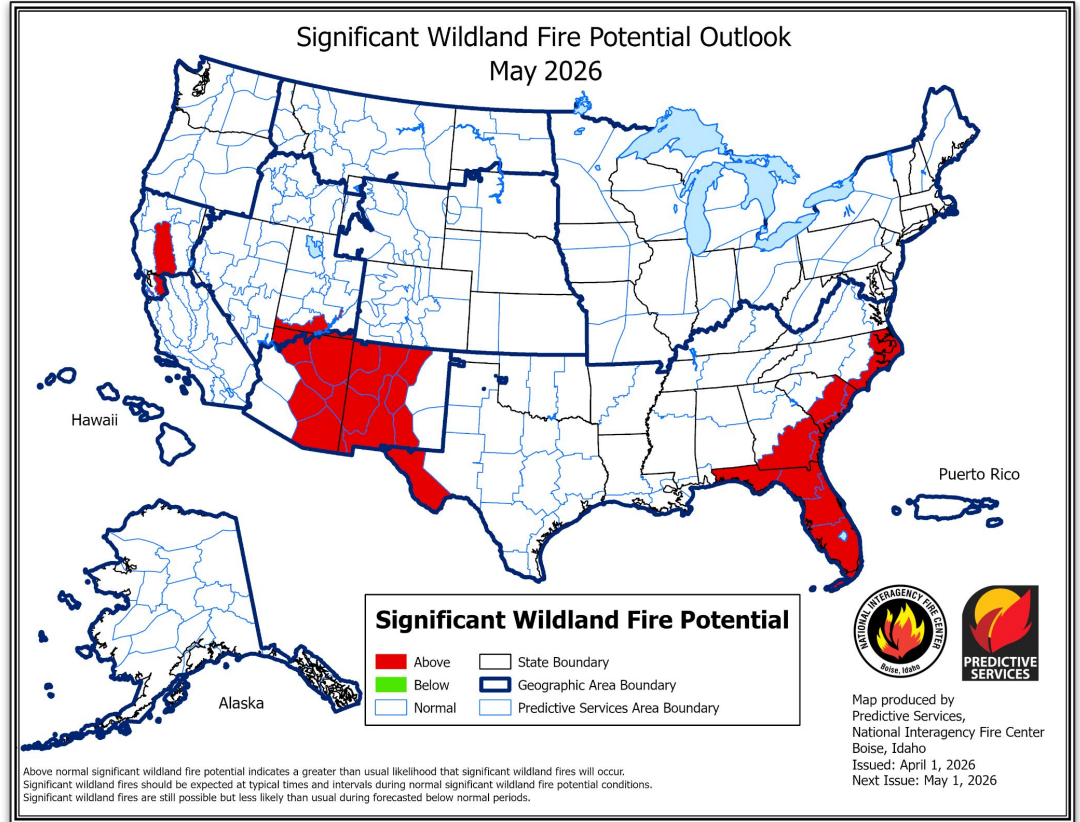 Significant Wildland Fire Potential Outlook
May 2026
Hawaii
Puerto Rico
Alaska
Significant Wildland Fire Potential
Above
State Boundary
Below
Geographic Area Boundary
Normal
Predictive Services Area Boundary
NATIONAL INTERAGENCY FIRE CENTER
Boise, Idaho
PREDICTIVE
SERVICES
Map produced by
Predictive Services,
National Interagency Fire Center
Boise, Idaho
Issued: April 1, 2026
Next Issue: May 1, 2026
Above normal significant wildland fire potential indicates a greater than usual likelihood that significant wildland fires will occur.
Significant wildland fires should be expected at typical times and intervals during normal significant wildland fire potential conditions.
Significant wildland fires are still possible but less likely than usual during forecasted below normal periods.